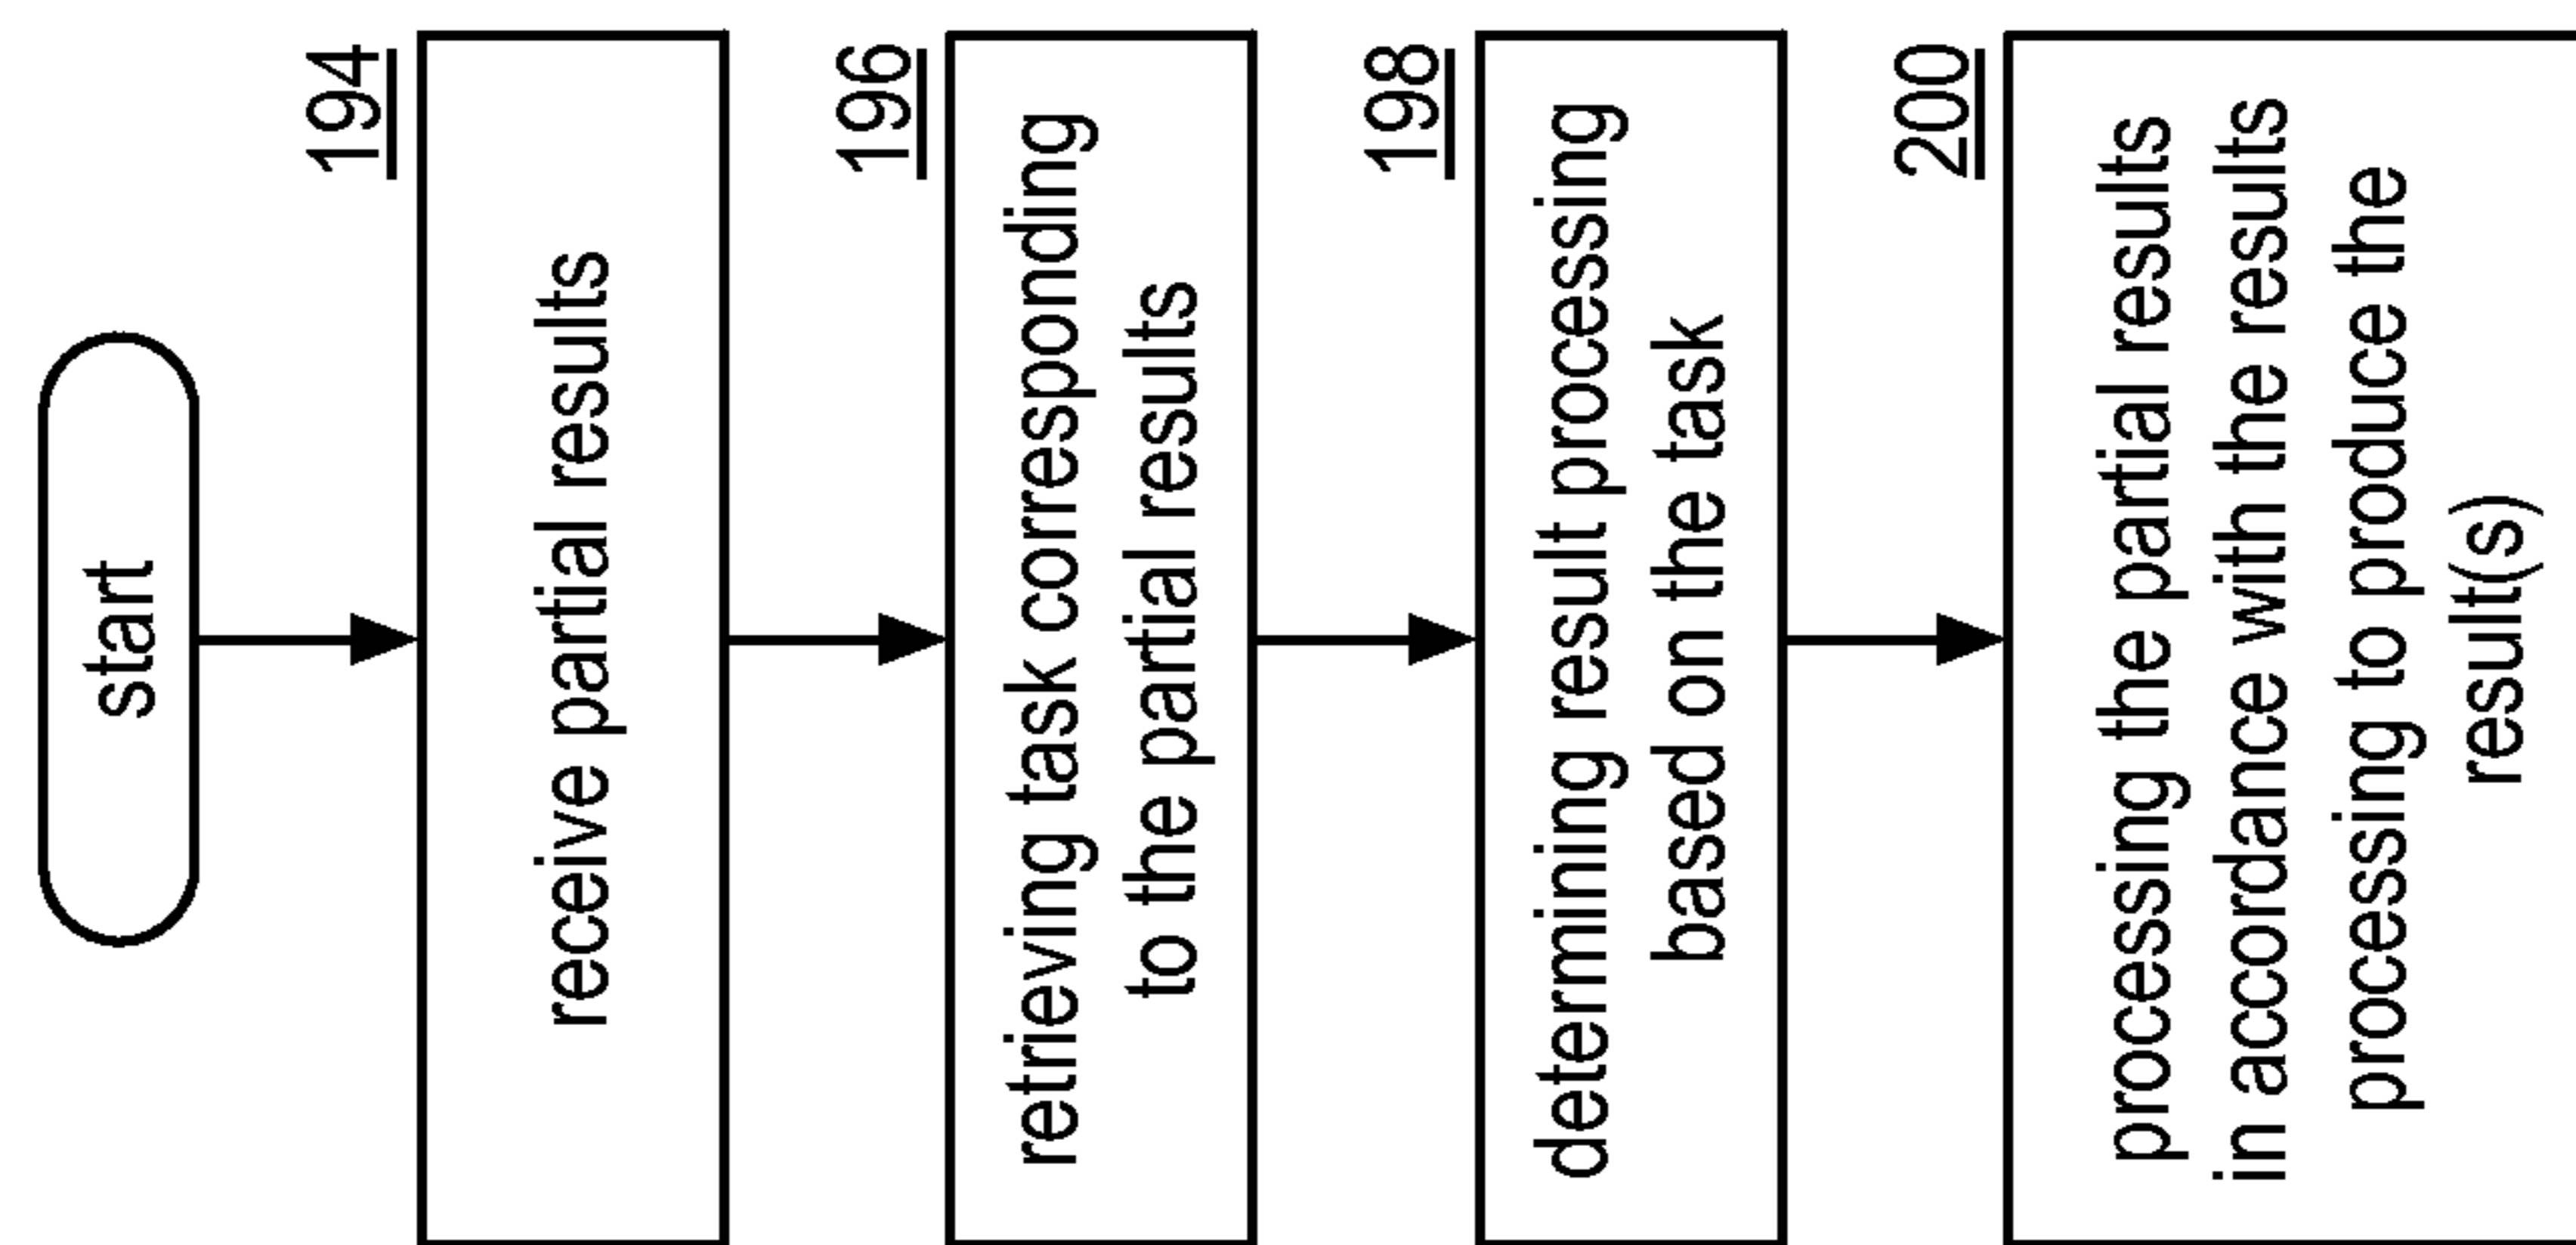 start
194
receive partial results
196
retrieving task corresponding
to the partial results
198
determining result processing
based on the task
200
processing the partial results
in accordance with the results
processing to produce the
result(s)